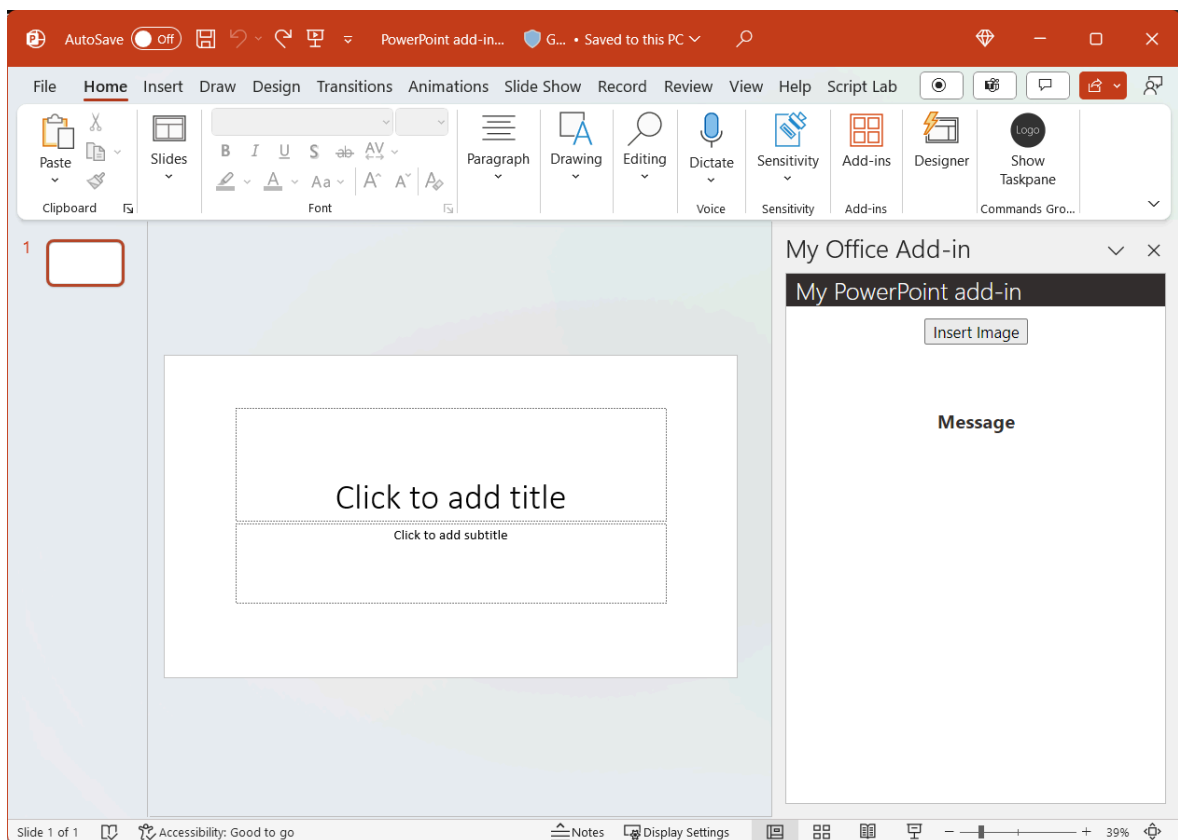 AutoSave Off PowerPoint add-in... G... • Saved to this PC
File Home Insert Draw Design Transitions Animations Slide Show Record Review View Help Script Lab
Paste
Clipboard
Slides
B I U S ab AV
A Aa A A A
Font
Paragraph
Drawing
Editing
Dictate
Voice
Sensitivity
Sensitivity
Add-ins
Add-ins
Designer
Logo
Show
Taskpane
Commands Gro...
1
Click to add title
Click to add subtitle
My Office Add-in
My PowerPoint add-in
Insert Image
Message
Slide 1 of 1 Accessibility: Good to go Notes Display Settings 39%